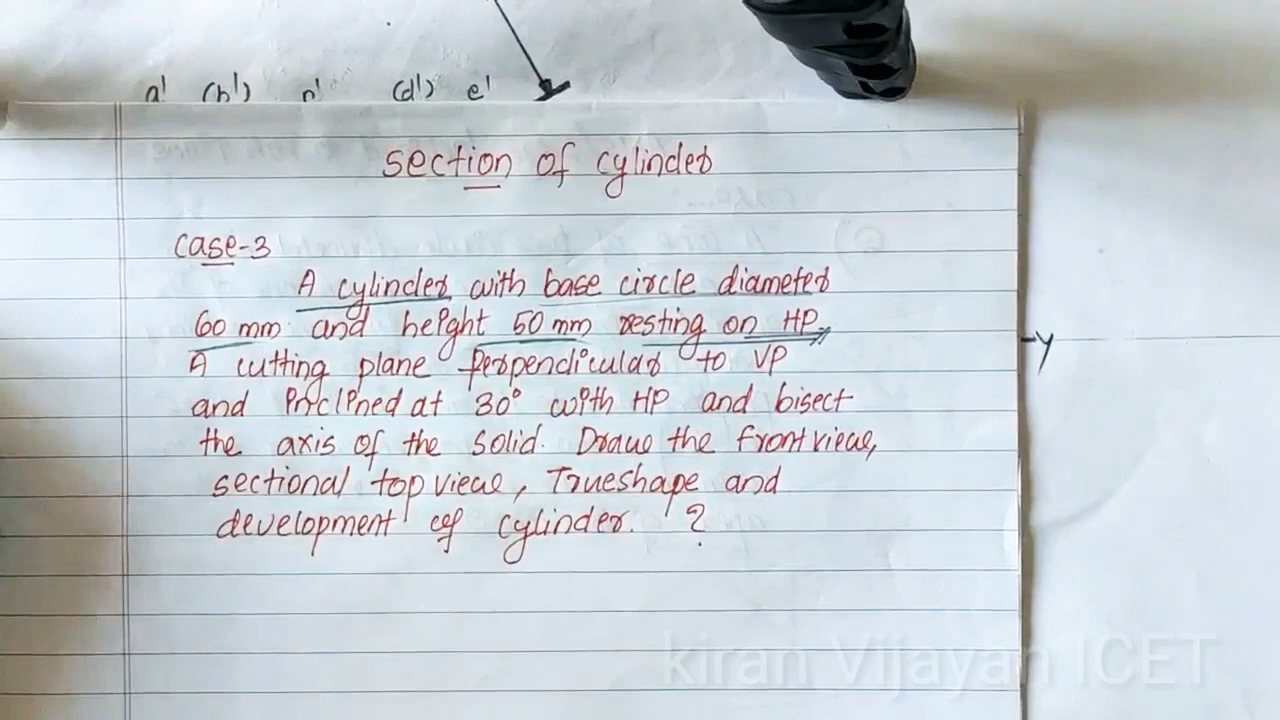 a' (b') n' (d') e'
section of cylinder
case-3
A cylinder with base circle diameter
60 mm and height 50 mm resting on HP.
A cutting plane perpendicular to VP
and inclined at 30° with HP and bisect
the axis of the solid. Draw the front view,
sectional top view, Trueshape and
development of cylinder. ?
Y
kiran Vijayan ICET